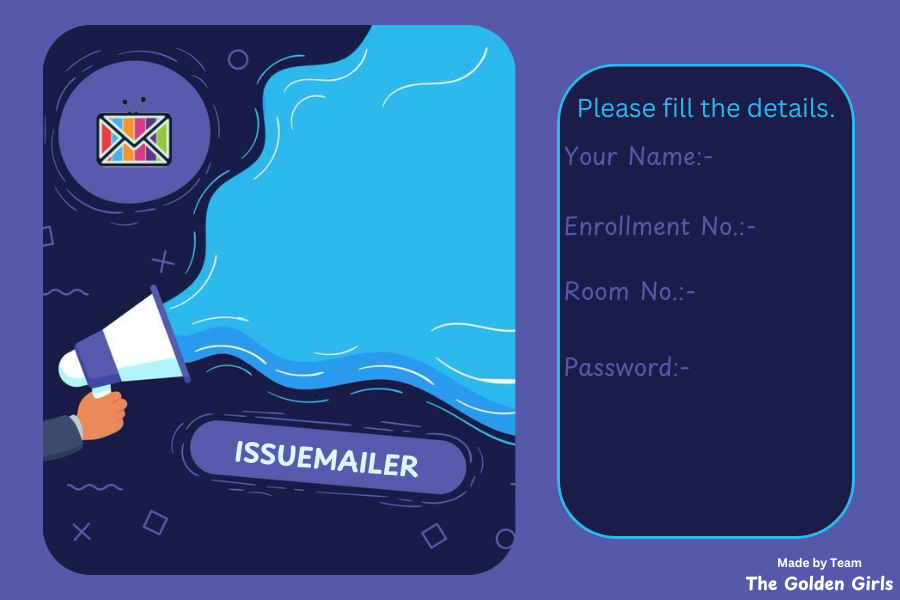 ISSUEMAILER
Please fill the details.
Your Name:-
Enrollment No.:-
Room No.:-
Password:-
Made by Team
The Golden Girls